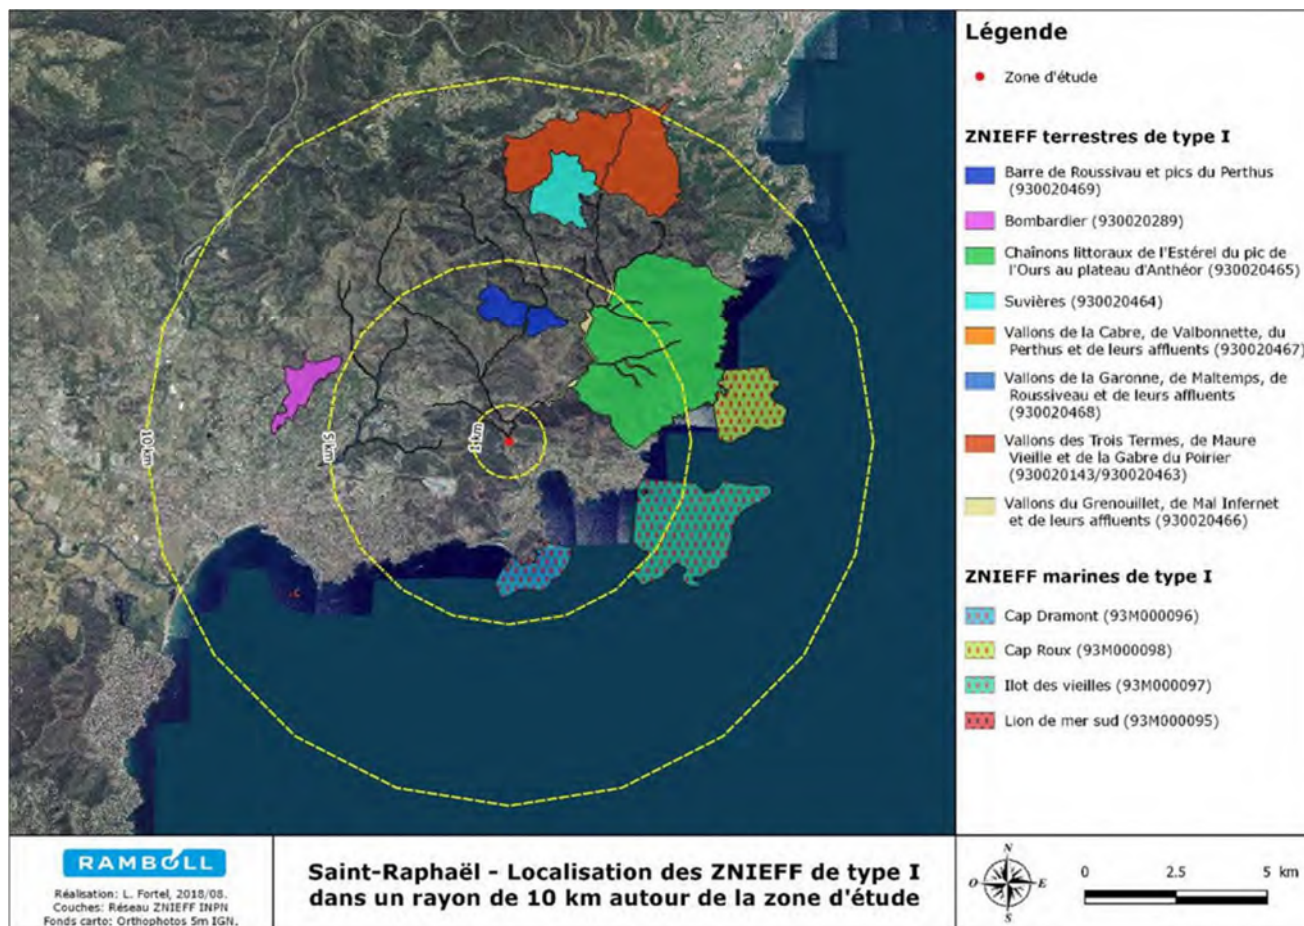 10 km
5 km
1 km
Légende
Zone d'étude
ZNIEFF terrestres de type I
Barre de Roussivau et pics du Perthus
(930020469)
Bombardier (930020289)
Chaînons littoraux de l'Estérel du pic de
l'Ours au plateau d'Anthéor (930020465)
Suvières (930020464)
Vallons de la Cabre, de Valbonnette, du
Perthus et de leurs affluents (930020467)
Vallons de la Garonne, de Maltemps, de
Roussiveau et de leurs affluents
(930020468)
Vallons des Trois Termes, de Maure
Vieille et de la Gabre du Poirier
(930020143/930020463)
Vallons du Grenouillet, de Mal Infernet
et de leurs affluents (930020466)
ZNIEFF marines de type I
Cap Dramont (93M000096)
Cap Roux (93M000098)
Ilot des vieilles (93M000097)
Lion de mer sud (93M000095)
RAMBOLL
Réalisation: L. Fortel, 2018/08.
Couches: Réseau ZNIEFF INPN
Fonds carto: Orthophotos 5m IGN.
Saint-Raphaël - Localisation des ZNIEFF de type I
dans un rayon de 10 km autour de la zone d'étude
N
O E
S
0 2.5 5 km